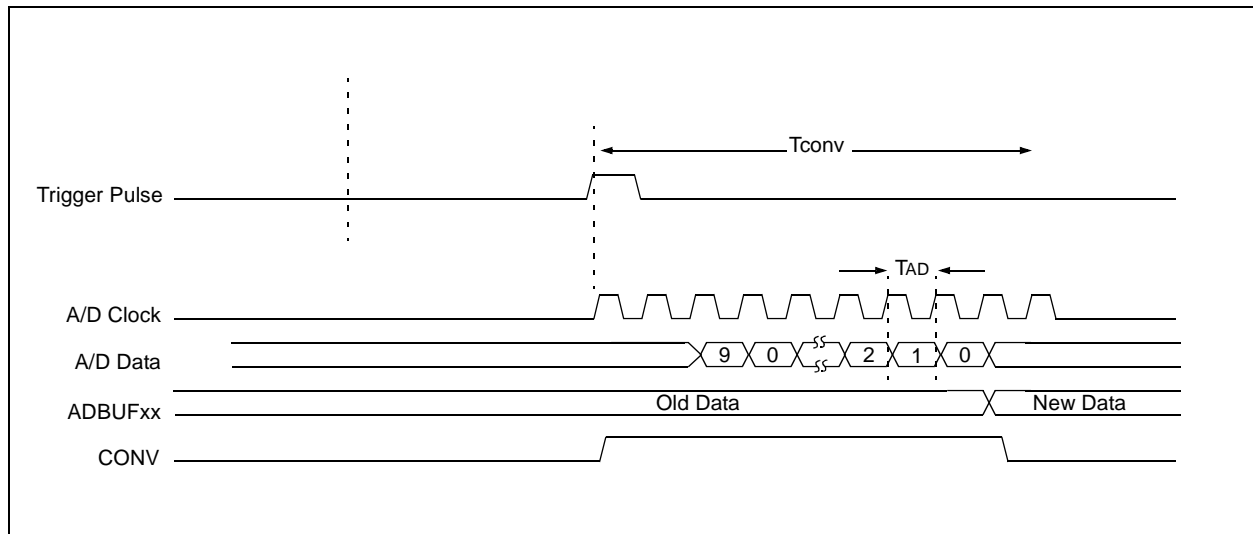 Tconv
Trigger Pulse
TAD
A/D Clock
A/D Data
9 0 2 1 0
ADBUFxx
Old Data New Data
CONV